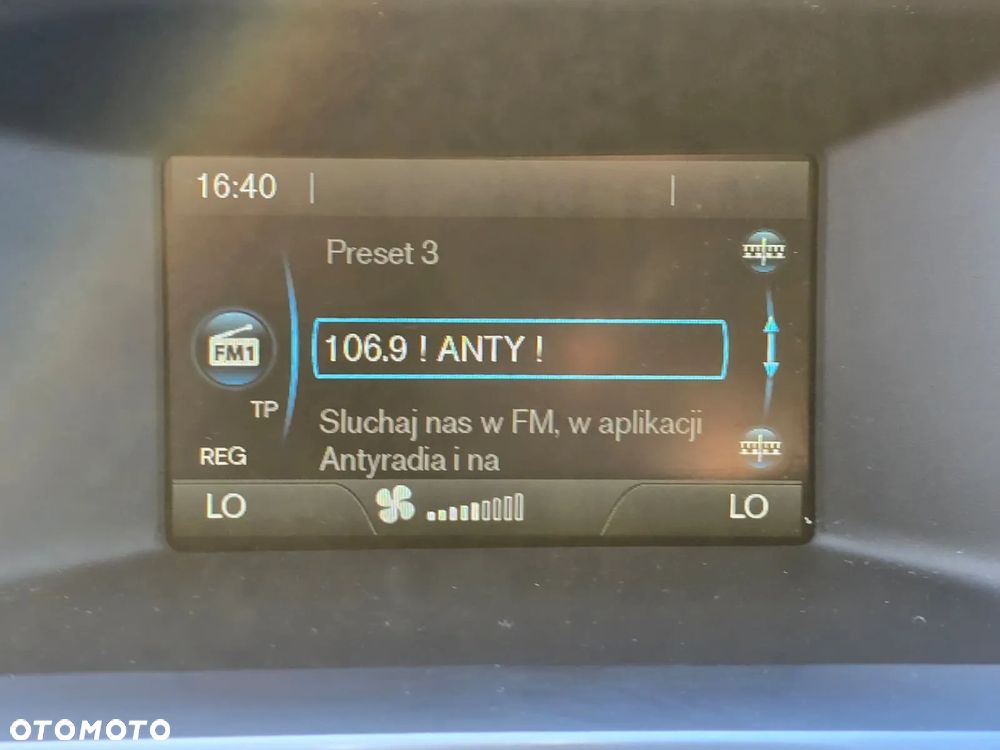 16:40
Preset 3
FM1
106.9 ! ANTY !
TP
Sluchaj nas w FM, w aplikacji
REG
Antyradia i na
LO
LO
OTOMOTO